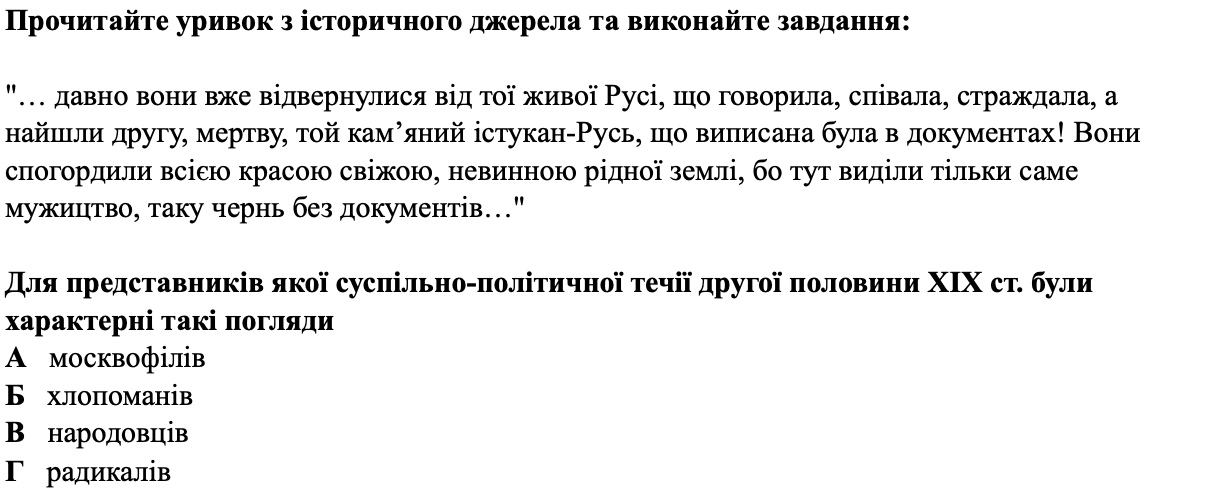 Прочитайте уривок з історичного джерела та виконайте завдання:
"… давно вони вже відвернулися від тої живої Русі, що говорила, співала, страждала, а
найшли другу, мертву, той кам’яний істукан-Русь, що виписана була в документах! Вони
спогордили всією красою свіжою, невинною рідної землі, бо тут виділи тільки саме
мужицтво, таку чернь без документів…"
Для представників якої суспільно-політичної течії другої половини XIX ст. були
характерні такі погляди
А москвофілів
Б хлопоманів
В народовців
Г радикалів